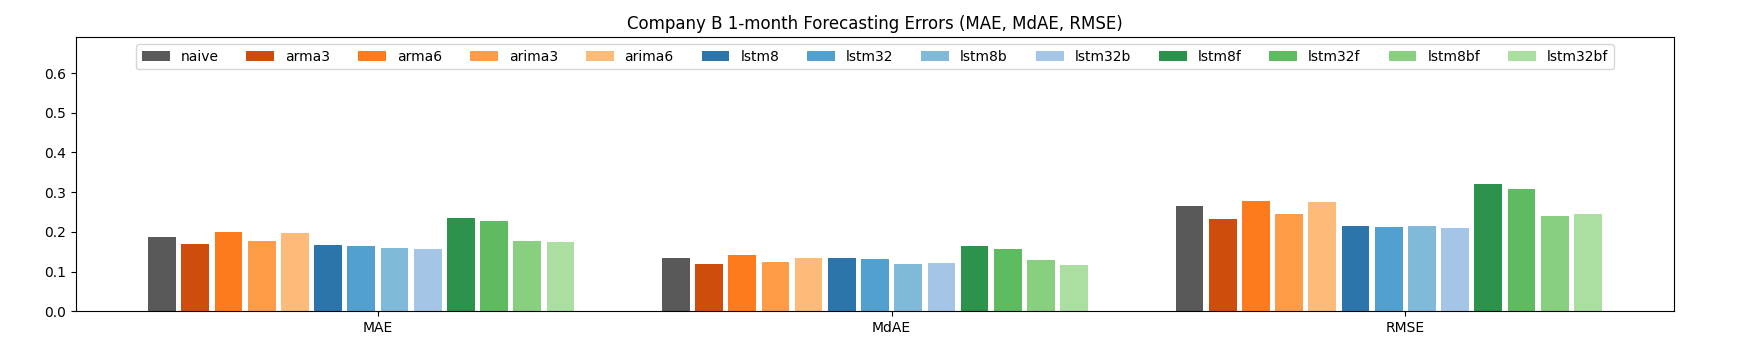 Company B 1-month Forecasting Errors (MAE, MdAE, RMSE)
naive arma3 arma6 arima3 arima6 lstm8 lstm32 lstm8b lstm32b lstm8f lstm32f lstm8bf lstm32bf
0.6
0.5
0.4
0.3
0.2
0.1
0.0
MAE MdAE RMSE